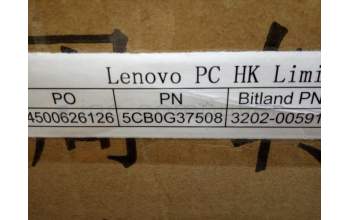 Lenovo PC HK Limi
PO PN Bitland PN
4500626126 5CB0G37508 3202-00591